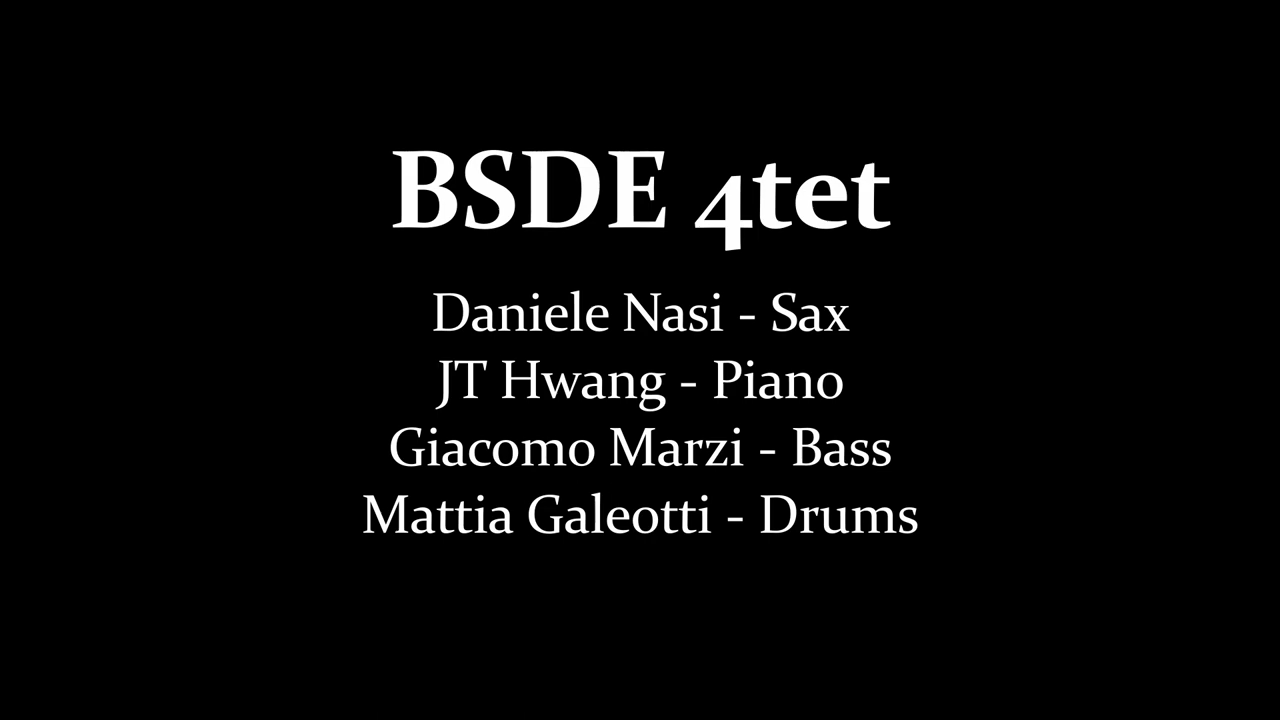 BSDE 4tet
Daniele Nasi - Sax
JT Hwang - Piano
Giacomo Marzi - Bass
Mattia Galeotti - Drums